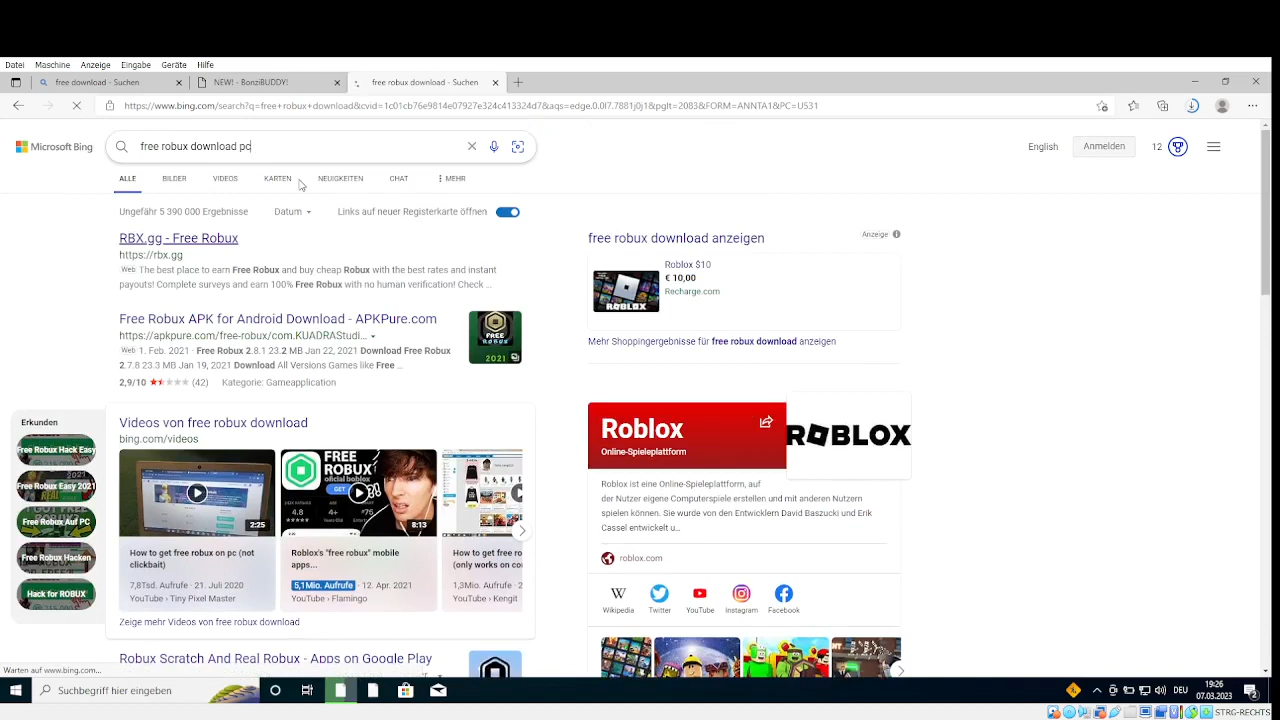 Datei Maschine Anzeige Eingabe Geräte Hilfe
free download - Suchen
NEW! - BonziBUDDY!
free robux download - Suchen
https://www.bing.com/search?q=free+robux+download&cvid=1c01cb76e9814e07927e324c413324d7&aqs=edge.0.0l7.7881j0j1&pglt=2083&FORM=ANNTA1&PC=U531
Microsoft Bing
free robux download pc
English
Anmelden
12
ALLE BILDER VIDEOS KARTEN NEUIGKEITEN CHAT MEHR
Ungefähr 5 390 000 Ergebnisse
Datum
Links auf neuer Registerkarte öffnen
RBX.gg - Free Robux
https://rbx.gg
Web The best place to earn Free Robux and buy cheap Robux with the best rates and instant
payouts! Complete surveys and earn 100% Free Robux with no human verification! Check ...
Free Robux APK for Android Download - APKPure.com
https://apkpure.com/free-robux/com.KUADRAStudi...
Web 1. Feb. 2021 · Free Robux 2.8.1 23.2 MB Jan 22, 2021 Download Free Robux
2.7.8 23.3 MB Jan 19, 2021 Download All Versions Games like Free ...
2,9/10 (42) Kategorie: Gameapplication
FREE
ROBUX
2021
Erkunden
Free Robux Hack Easy
Free Robux Easy 2021
Free Robux Auf PC
Free Robux Hacken
Hack for ROBUX
Videos von free robux download
bing.com/videos
2:25
FREE
ROBUX
oficial boblox
GET
4.8
4+
#75
8:13
How to get free robux on pc (not
clickbait)
7,8Tsd. Aufrufe · 21. Juli 2020
YouTube › Tiny Pixel Master
Roblox's "free robux" mobile
apps...
5,1Mio. Aufrufe · 12. Apr. 2021
YouTube › Flamingo
How to get free ro
(only works on co
1,3Mio. Aufrufe
YouTube › Kengit
Zeige mehr Videos von free robux download
Robux Scratch And Real Robux - Apps on Google Play
free robux download anzeigen
Anzeige
ROBLOX
Roblox $10
€ 10,00
Recharge.com
Mehr Shoppingergebnisse für free robux download anzeigen
Roblox
Online-Spieleplattform
ROBLOX
Roblox ist eine Online-Spieleplattform, auf
der Nutzer eigene Computerspiele erstellen und mit anderen Nutzern
spielen können. Sie wurde von den Entwicklern David Baszucki und Erik
Cassel entwickelt u...
roblox.com
Wikipedia Twitter YouTube Instagram Facebook
Warten auf www.bing.com...
Suchbegriff hier eingeben
DEU
19:26
07.03.2023
2
STRG-RECHTS